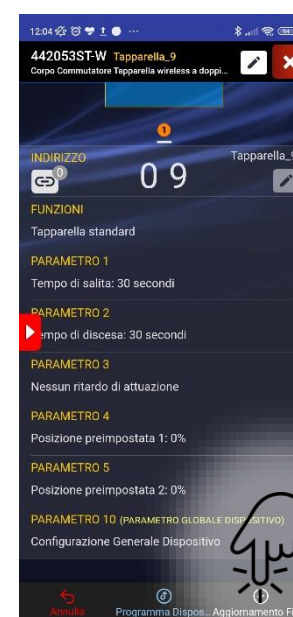 12:04
442053ST-W Tapparella_9
Corpo Commutatore Tapparella wireless a doppi...
1
INDIRIZZO
Tapparella_9
0
0 9
FUNZIONI
Tapparella standard
PARAMETRO 1
Tempo di salita: 30 secondi
PARAMETRO 2
Tempo di discesa: 30 secondi
PARAMETRO 3
Nessun ritardo di attuazione
PARAMETRO 4
Posizione preimpostata 1: 0%
PARAMETRO 5
Posizione preimpostata 2: 0%
PARAMETRO 10 (PARAMETRO GLOBALE DISPOSITIVO)
Configurazione Generale Dispositivo
Annulla
Programma Dispos...
Aggiornamento Fi